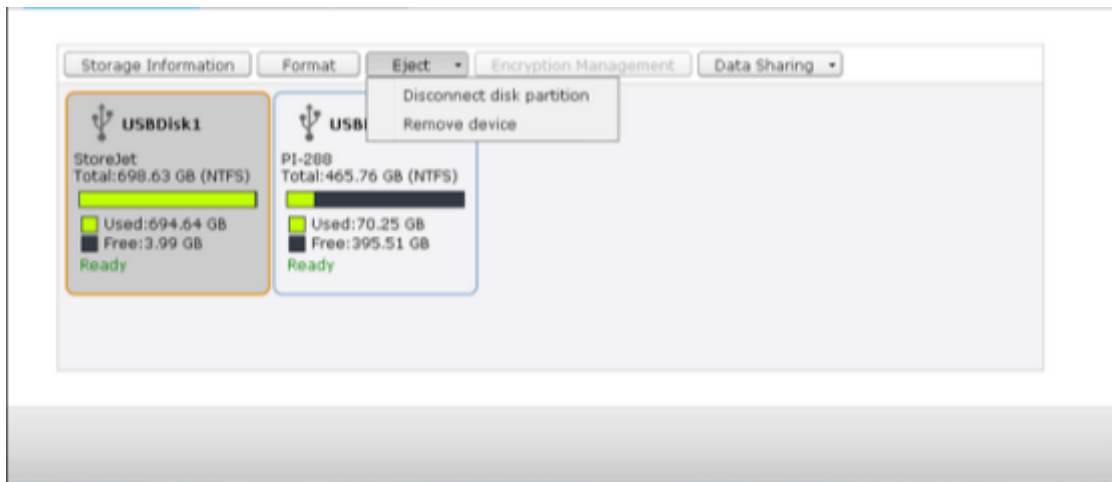 Storage Information Format Eject Encryption Management Data Sharing
Disconnect disk partition
Remove device
USBDisk1
StoreJet
Total:698.63 GB (NTFS)
Used:694.64 GB
Free:3.99 GB
Ready
PI-288
Total:465.76 GB (NTFS)
Used:70.25 GB
Free:395.51 GB
Ready